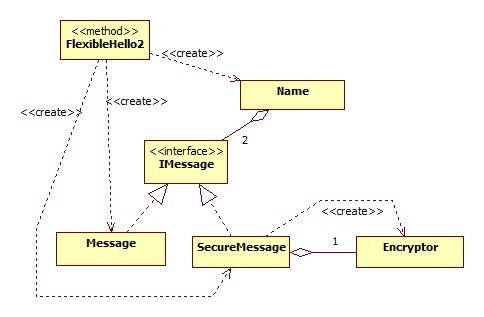 <<method>>
FlexibleHello2
<<create>>
<<create>>
<<create>>
Name
2
<<interface>>
IMessage
<<create>>
Message
SecureMessage
1
Encryptor